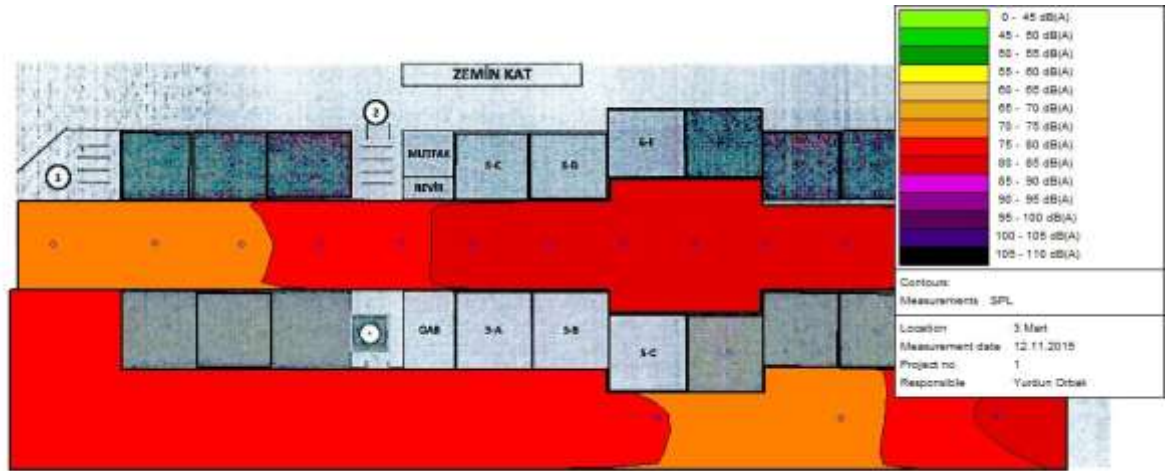 ZEMİN KAT
0 - 45 dB(A)
45 - 50 dB(A)
50 - 55 dB(A)
55 - 60 dB(A)
60 - 65 dB(A)
65 - 70 dB(A)
70 - 75 dB(A)
75 - 80 dB(A)
80 - 85 dB(A)
85 - 90 dB(A)
90 - 95 dB(A)
95 - 100 dB(A)
100 - 105 dB(A)
105 - 110 dB(A)
Contours:
Measurements SPL
Location 3 Mart
Measurement date 12.11.2015
Project no 1
Responsible Yurdun Orbak
2
1
MUTFAK
REVİR
5-C
5-D
5-E
GAB
5-B
5-C